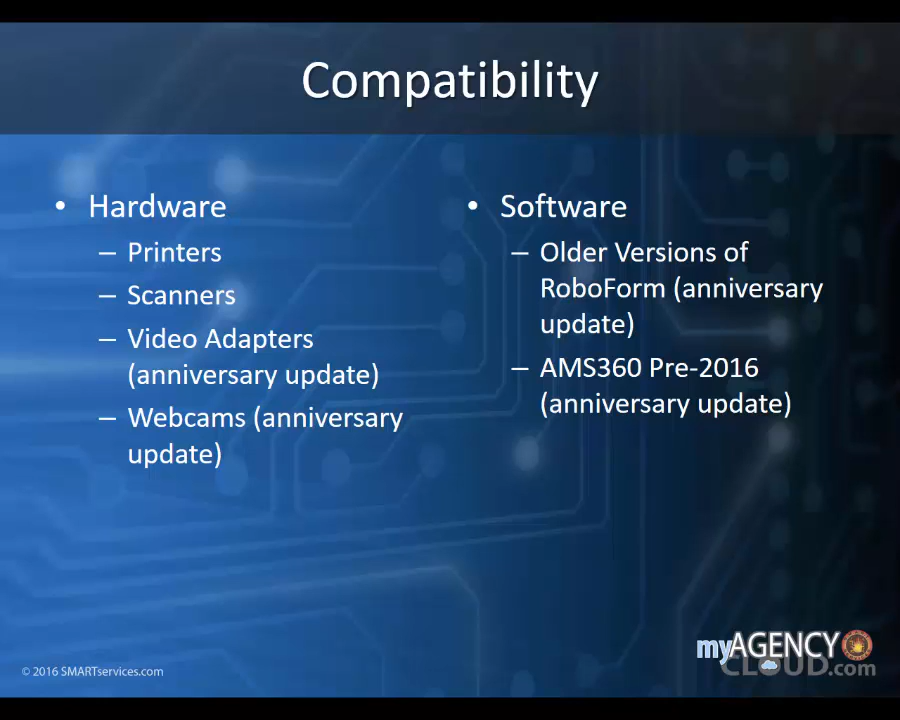 Compatibility
• Hardware
– Printers
– Scanners
– Video Adapters
(anniversary update)
– Webcams (anniversary
update)
• Software
– Older Versions of
RoboForm (anniversary
update)
– AMS360 Pre-2016
(anniversary update)
© 2016 SMARTservices.com
myAGENCY
CLOUD.com